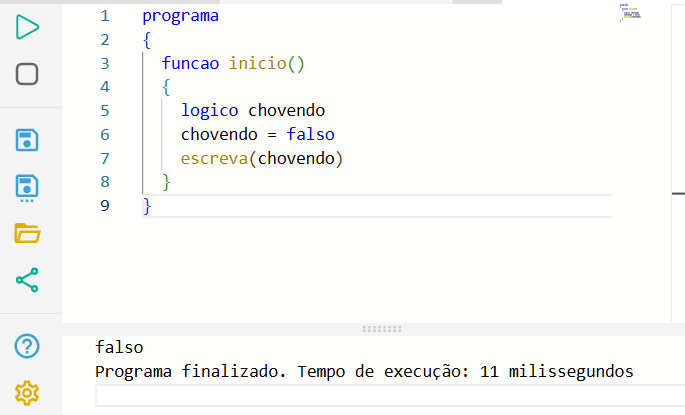 1 programa
2 {
3 funcao inicio()
4 {
5 logico chovendo
6 chovendo = falso
7 escreva(chovendo)
8 }
9 }
falso
Programa finalizado. Tempo de execução: 11 milissegundos